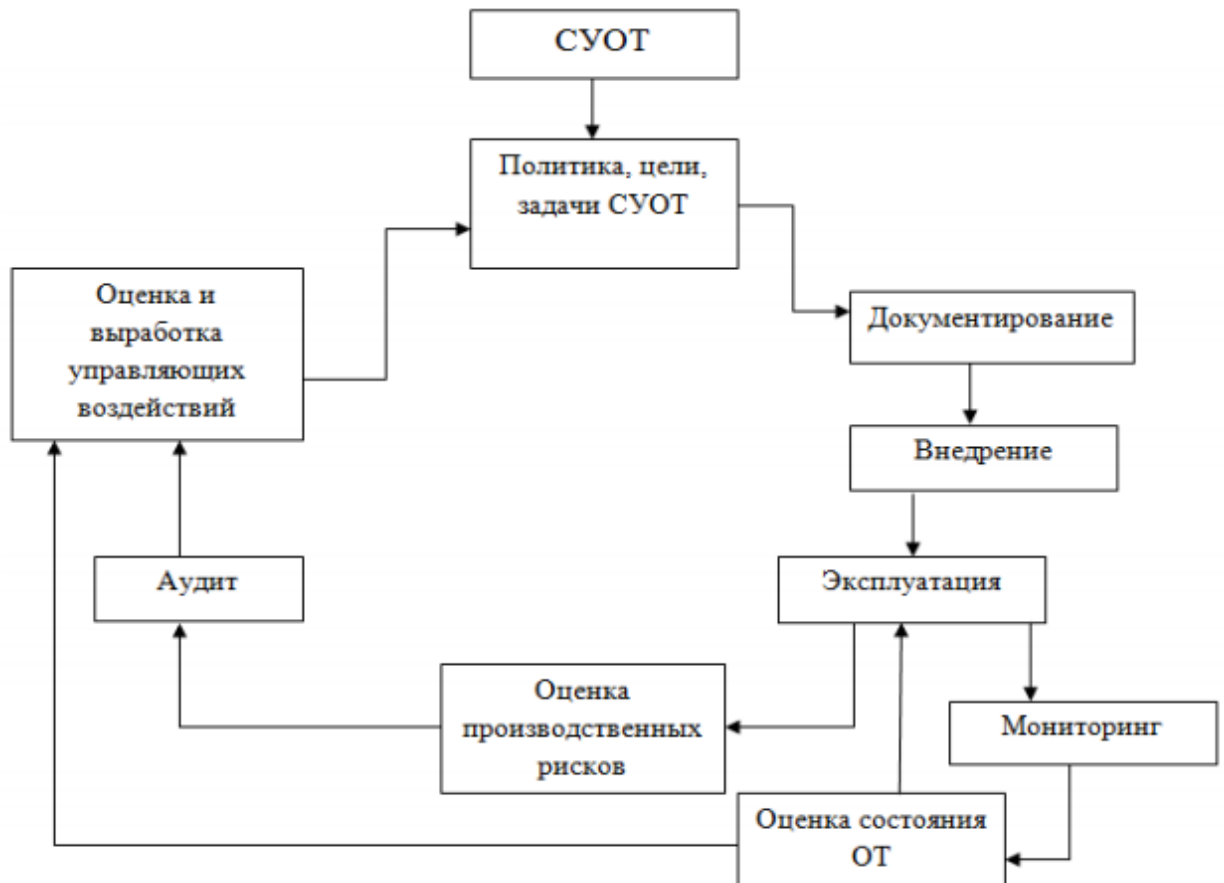 СУОТ
Политика, цели,
задачи СУОТ
Оценка и
выработка
управляющих
воздействий
Документирование
Внедрение
Аудит
Эксплуатация
Оценка
производственных
рисков
Мониторинг
Оценка состояния
ОТ